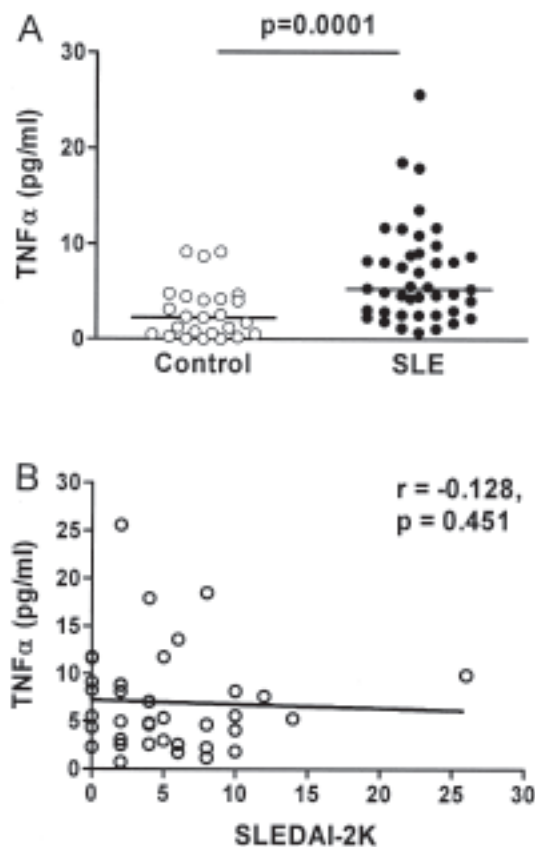 A
p=0.0001
30
20
10
0
TNFα (pg/ml)
Control SLE
B
r = -0.128,
p = 0.451
30
25
20
15
10
5
0
TNFα (pg/ml)
0 5 10 15 20 25 30
SLEDAI-2K